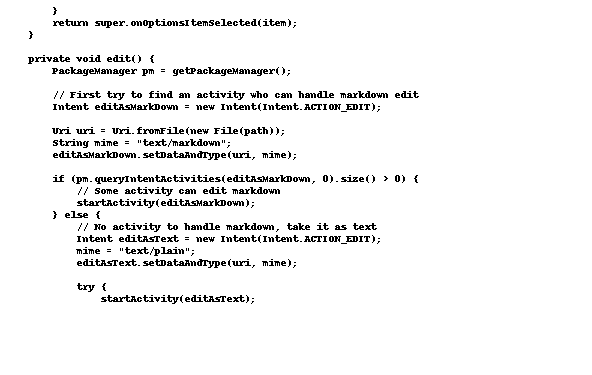 }
    return super.onOptionsItemSelected(item);
}

private void edit() {
    PackageManager pm = getPackageManager();

    // First try to find an activity who can handle markdown edit
    Intent editAsMarkDown = new Intent(Intent.ACTION_EDIT);

    Uri uri = Uri.fromFile(new File(path));
    String mime = "text/markdown";
    editAsMarkDown.setDataAndType(uri, mime);

    if (pm.queryIntentActivities(editAsMarkDown, 0).size() > 0) {
        // Some activity can edit markdown
        startActivity(editAsMarkDown);
    } else {
        // No activity to handle markdown, take it as text
        Intent editAsText = new Intent(Intent.ACTION_EDIT);
        mime = "text/plain";
        editAsText.setDataAndType(uri, mime);

        try {
            startActivity(editAsText);